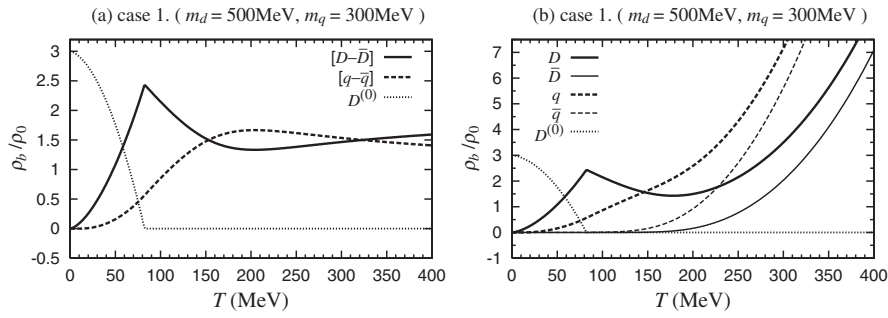 (a) case 1. ( m_d = 500MeV, m_q = 300MeV )
[D–D̄]
[q–q̄]
D^(0)
ρ_b /ρ_0
3
2.5
2
1.5
1
0.5
0
-0.5
0 50 100 150 200 250 300 350 400
T (MeV)
(b) case 1. ( m_d = 500MeV, m_q = 300MeV )
D
D̄
q
q̄
D^(0)
ρ_b /ρ_0
7
6
5
4
3
2
1
0
-1
0 50 100 150 200 250 300 350 400
T (MeV)